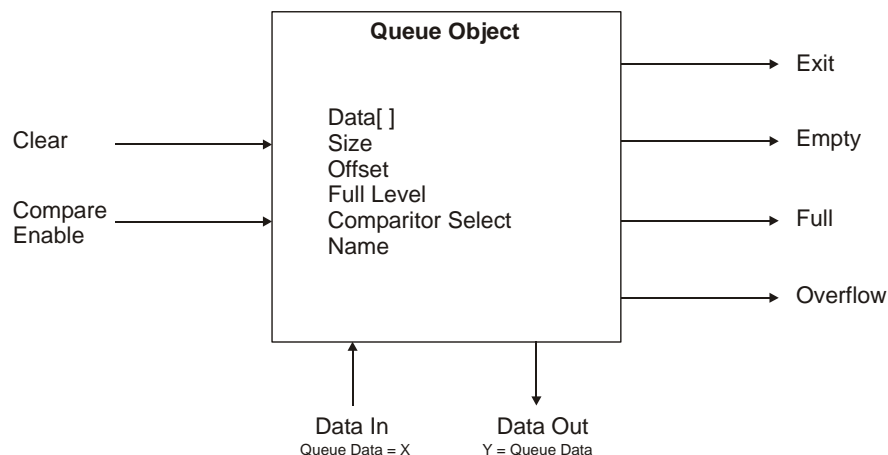 Queue Object
Exit
Data[ ]
Clear
Size
Empty
Offset
Full Level
Compare
Enable
Comparitor Select
Full
Name
Overflow
Data In
Queue Data = X
Data Out
Y = Queue Data